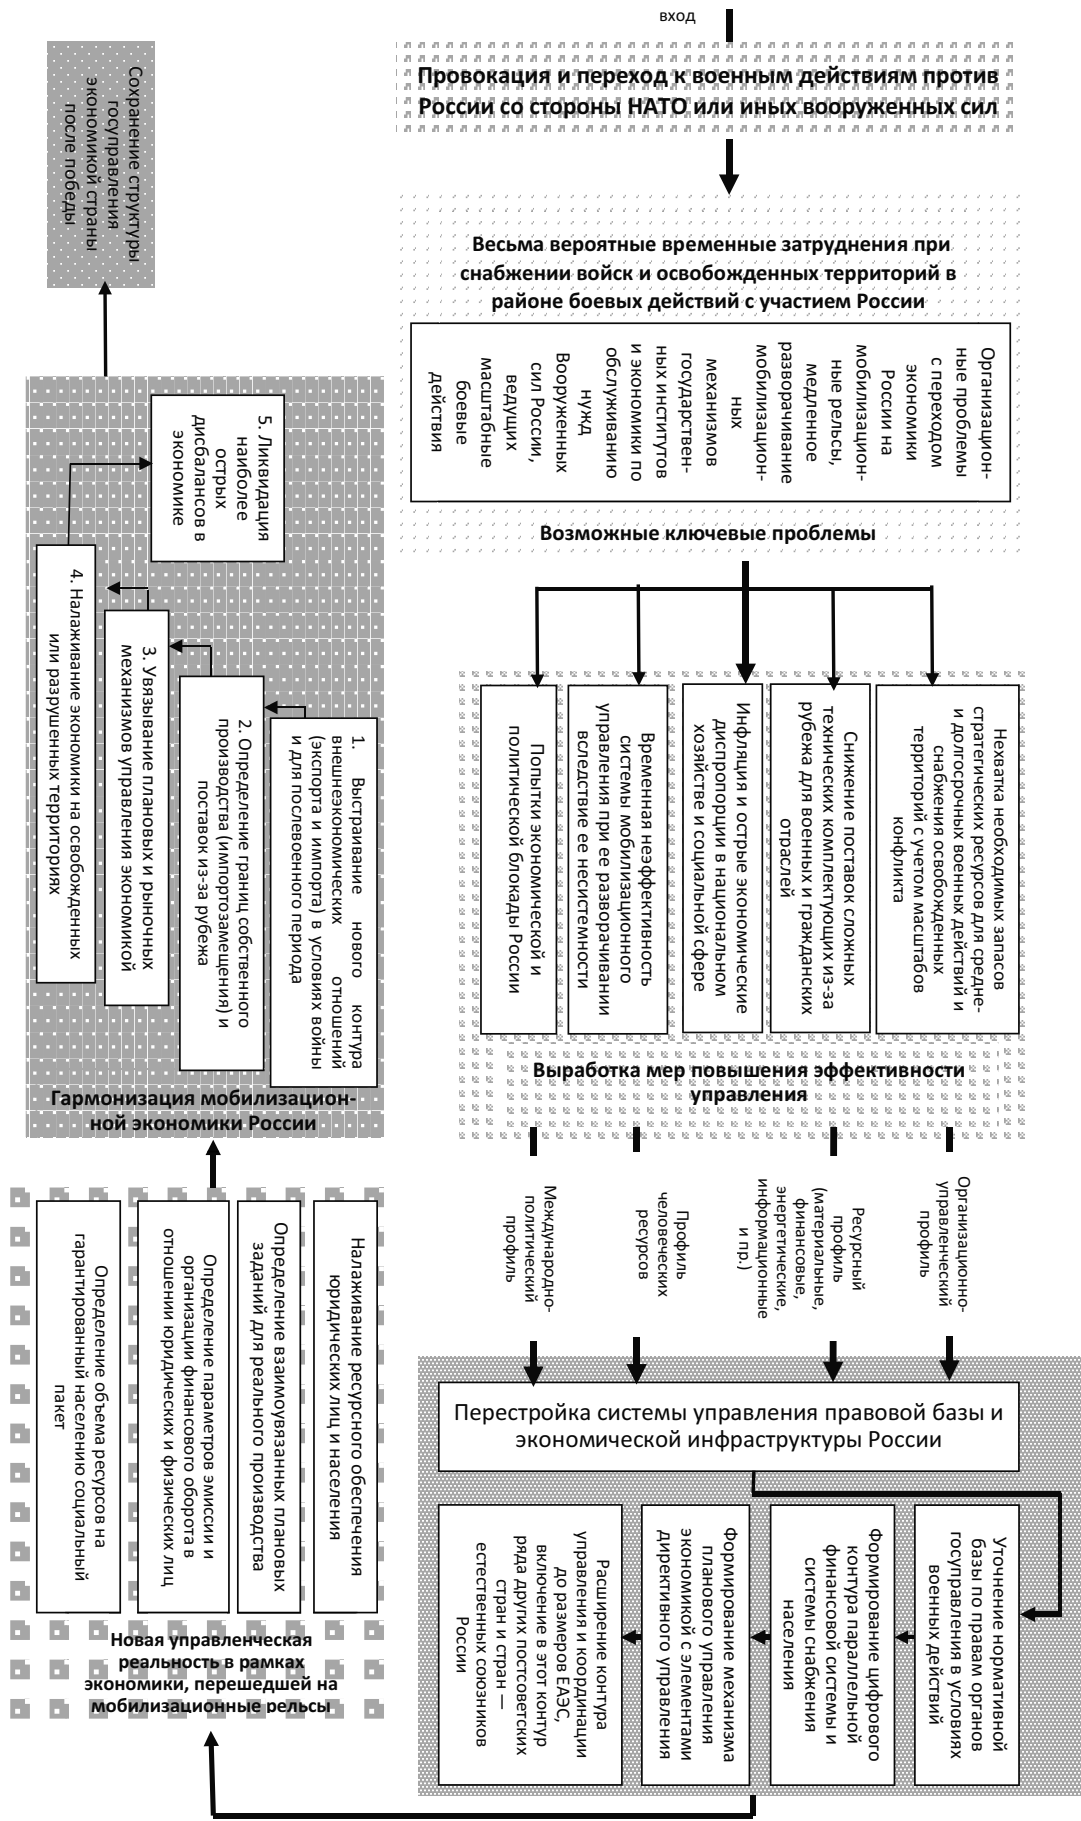 вход
Провокация и переход к военным действиям против
России со стороны НАТО или иных вооруженных сил
Весьма вероятные временные затруднения при
снабжении войск и освобожденных территорий в
районе боевых действий с участием России
Организацион-
ные проблемы
с переходом
экономики
России на
мобилизацион-
ные рельсы,
медленное
разворачивание
мобилизацион-
ных
механизмов
государствен-
ных институтов
и экономики по
обслуживанию
нужд
Вооруженных
сил России,
ведущих
масштабные
боевые
действия
Возможные ключевые проблемы
Нехватка необходимых запасов
стратегических ресурсов для средне-
и долгосрочных военных действий и
снабжения освобожденных
территорий с учетом масштабов
конфликта
Снижение поставок сложных
технических комплектующих из-за
рубежа для военных и гражданских
отраслей
Инфляция и острые экономические
диспропорции в национальном
хозяйстве и социальной сфере
Временная неэффективность
системы мобилизационного
управления при ее разворачивании
вследствие ее несистемности
Попытки экономической и
политической блокады России
Выработка мер повышения эффективности
управления
Организационно-
управленческий
профиль
Ресурсный
профиль
(материальные,
финансовые,
энергетические,
информационные
и пр.)
Профиль
человеческих
ресурсов
Международно-
политический
профиль
Перестройка системы управления правовой базы и
экономической инфраструктуры России
Уточнение нормативной
базы по правам органов
госуправления в условиях
военных действий
Формирование цифрового
контура параллельной
финансовой системы и
системы снабжения
населения
Формирование механизма
планового управления
экономикой с элементами
директивного управления
Расширение контура
управления и координации
до размеров ЕАЭС,
включение в этот контур
ряда других постсоветских
стран и стран —
естественных союзников
России
Налаживание ресурсного обеспечения
юридических лиц и населения
Определение взаимоувязанных плановых
заданий для реального производства
Определение параметров эмиссии и
организации финансового оборота в
отношении юридических и физических лиц
Определение объема ресурсов на
гарантированный населению социальный
пакет
Новая управленческая
реальность в рамках
экономики, перешедшей на
мобилизационные рельсы
1. Выстраивание нового контура
внешнеэкономических отношений
(экспорта и импорта) в условиях войны
и для послевоенного периода
2. Определение границ собственного
производства (импортозамещения) и
поставок из-за рубежа
3. Увязывание плановых и рыночных
механизмов управления экономикой
4. Налаживание экономики на освобожденных
или разрушенных территориях
5. Ликвидация
наиболее
острых
дисбалансов в
экономике
Гармонизация мобилизацион-
ной экономики России
Сохранение структуры
госуправления
экономикой страны
после победы